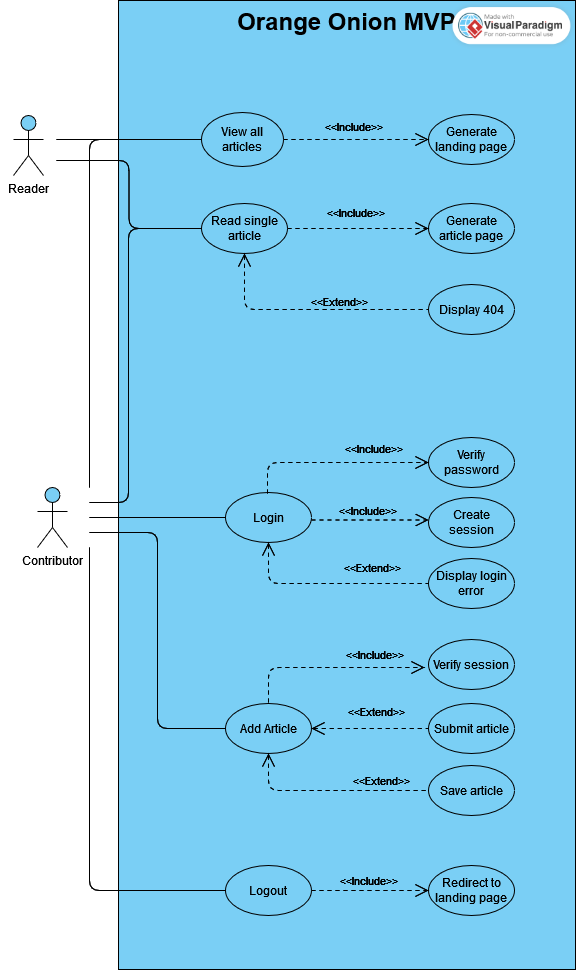 Orange Onion MVP
Made with
VisualParadigm
For non-commercial use
View all
articles
<<Include>>
Generate
landing page
Reader
Read single
article
<<Include>>
Generate
article page
<<Extend>>
Display 404
<<Include>>
Verify
password
Contributor
Login
<<Include>>
Create
session
<<Extend>>
Display login
error
<<Include>>
Verify session
Add Article
<<Extend>>
Submit article
<<Extend>>
Save article
Logout
<<Include>>
Redirect to
landing page